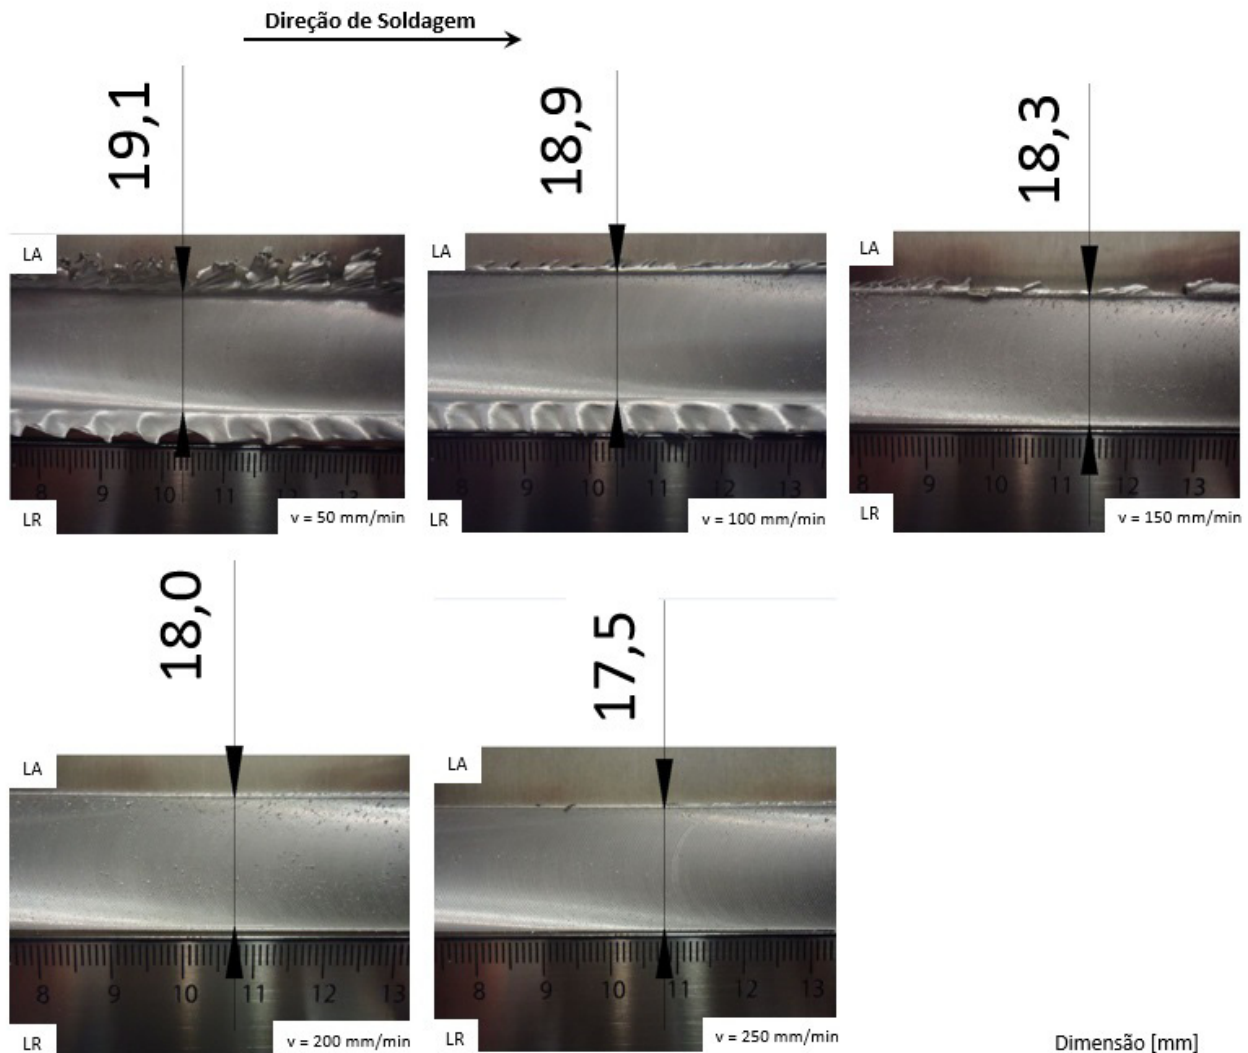 Direção de Soldagem
19,1
18,9
18,3
LA
LA
LA
8 9 10 11 13
8 9 10 11 12 13
8 9 10 11 12 13
LR
v = 50 mm/min
LR
v = 100 mm/min
LR
v = 150 mm/min
18,0
17,5
LA
LA
8 9 10 11 12 13
8 9 10 11 12 13
LR
v = 200 mm/min
LR
v = 250 mm/min
Dimensão [mm]